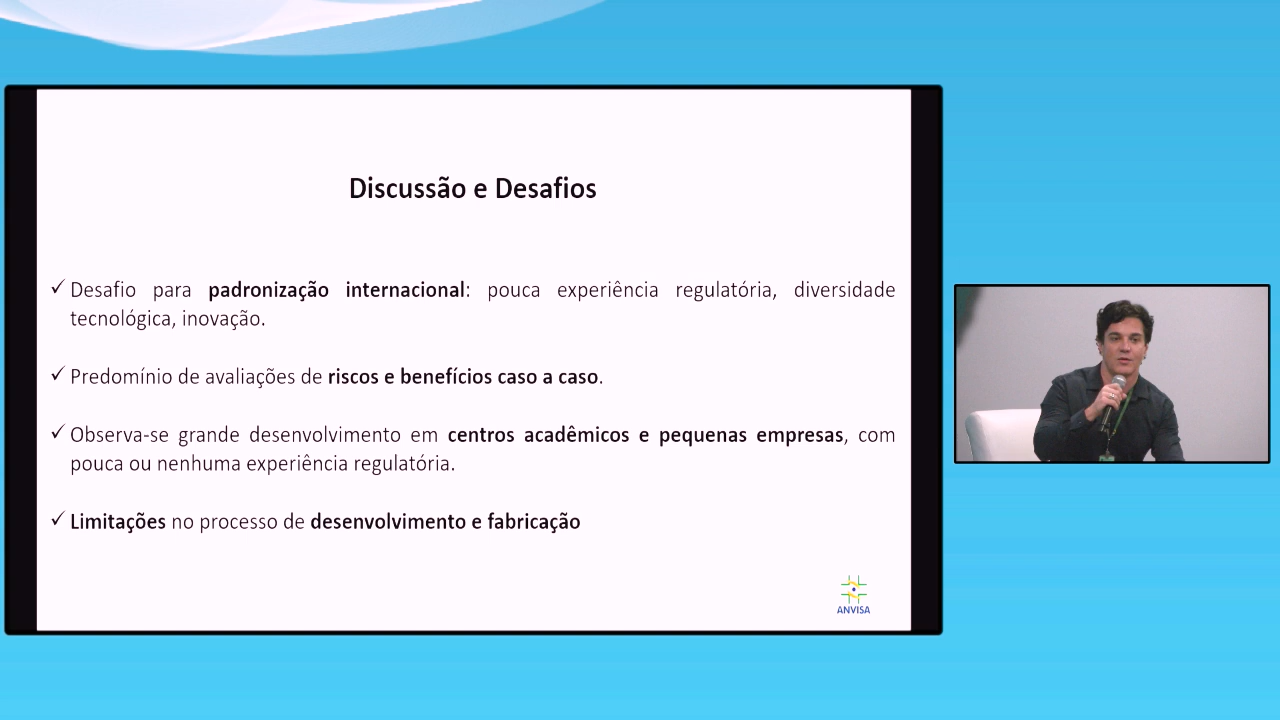 Discussão e Desafios
✓ Desafio para padronização internacional: pouca experiência regulatória, diversidade
tecnológica, inovação.
✓ Predomínio de avaliações de riscos e benefícios caso a caso.
✓ Observa-se grande desenvolvimento em centros acadêmicos e pequenas empresas, com
pouca ou nenhuma experiência regulatória.
✓ Limitações no processo de desenvolvimento e fabricação
ANVISA